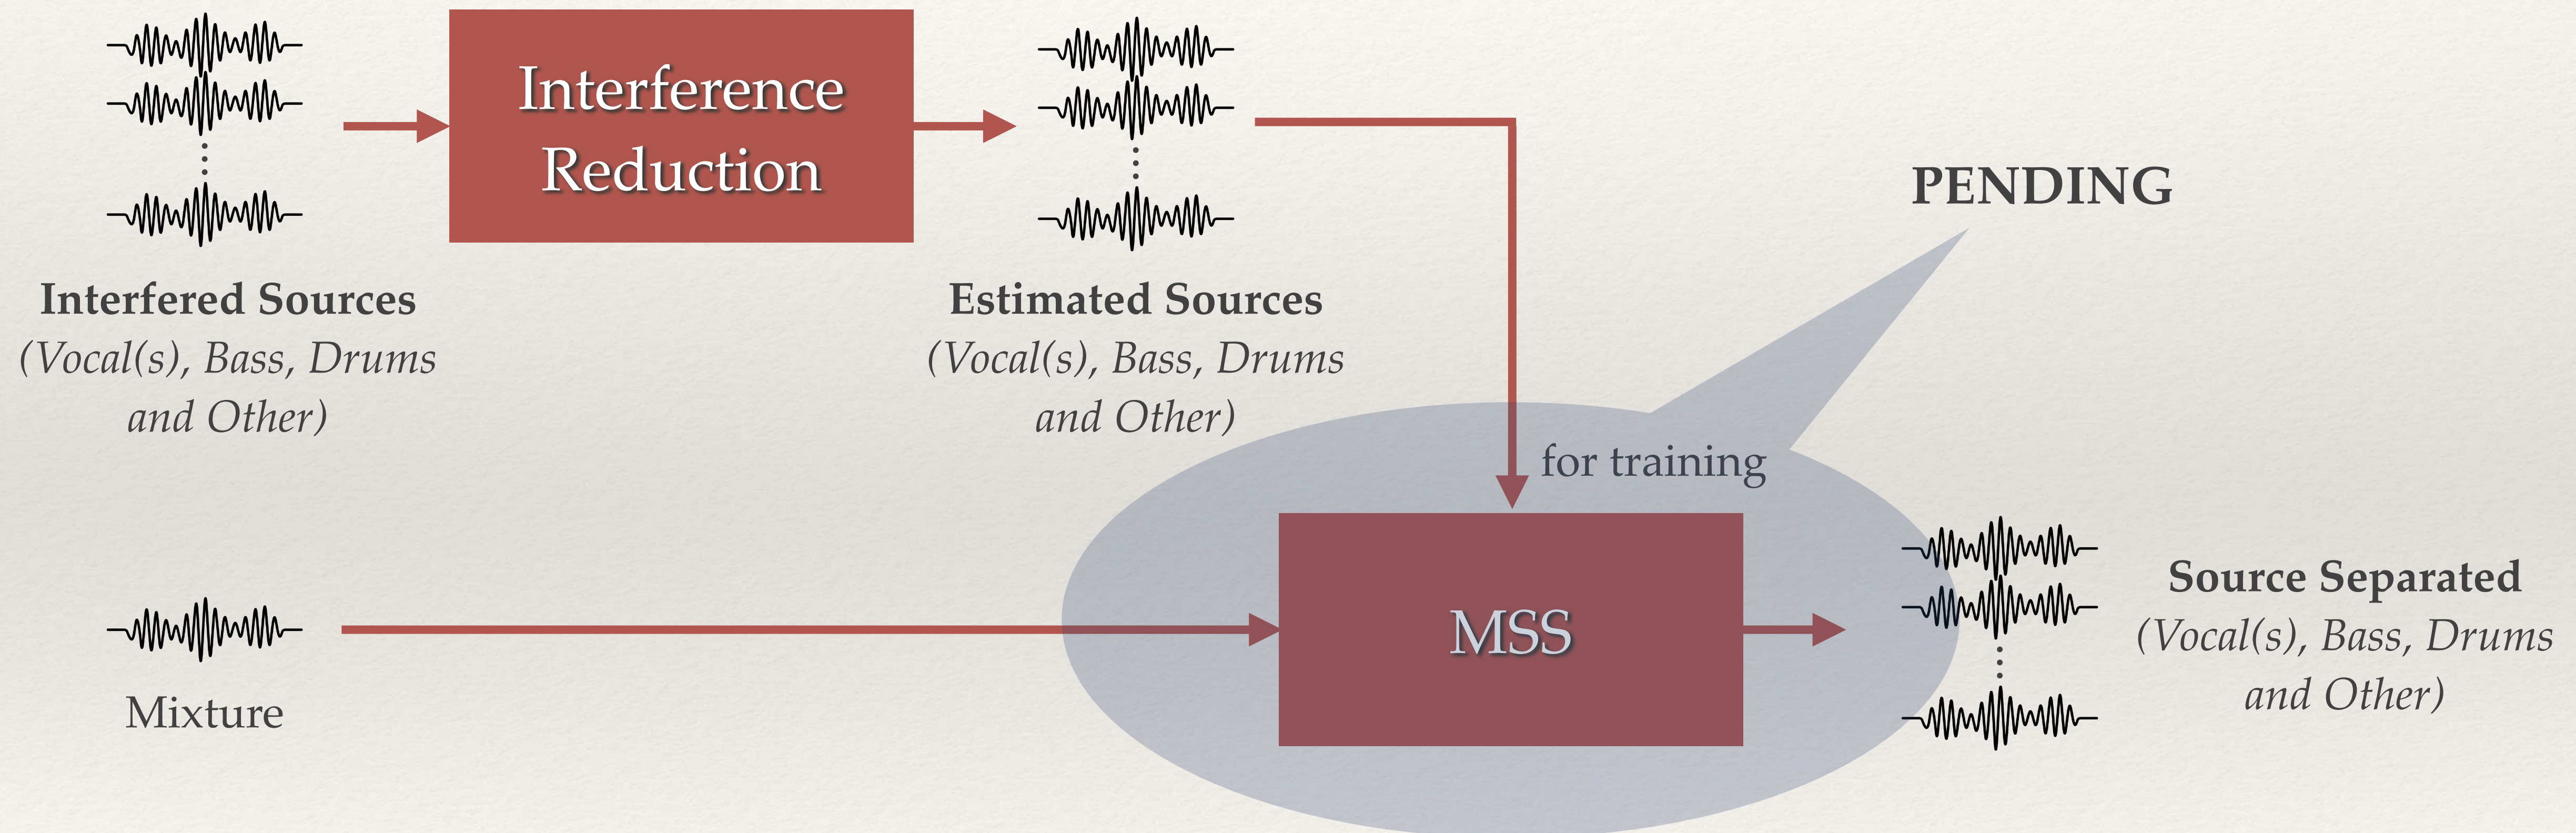 Interference
Reduction
Interfered Sources
(Vocal(s), Bass, Drums
and Other)
Estimated Sources
(Vocal(s), Bass, Drums
and Other)
PENDING
for training
Mixture
MSS
Source Separated
(Vocal(s), Bass, Drums
and Other)